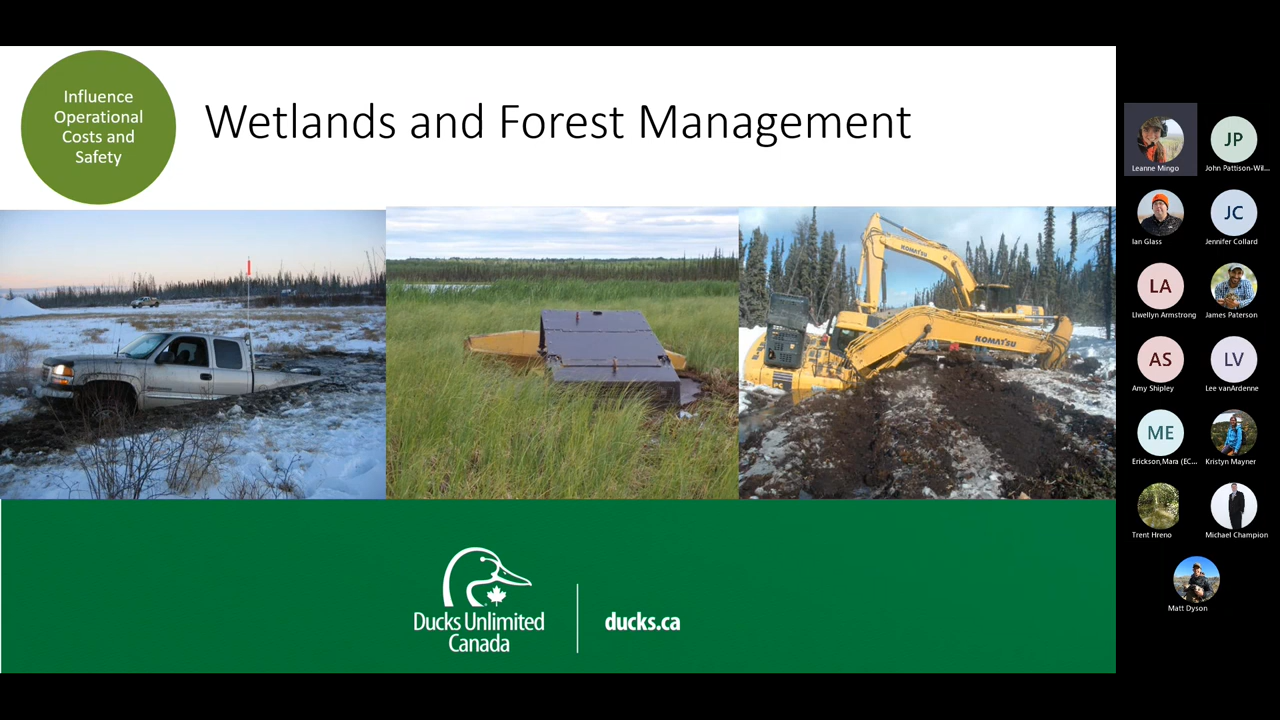 Influence
Operational
Costs and
Safety
Wetlands and Forest Management
KOMATSU
KOMATSU
Ducks Unlimited
Canada
ducks.ca
Leanne Mingo
JP
John Pattison-Wil...
Ian Glass
JC
Jennifer Collard
LA
Llwellyn Armstrong
James Paterson
AS
Amy Shipley
LV
Lee vanArdenne
ME
Erickson,Mara (EC...
Kristyn Mayner
Trent Hreno
Michael Champion
Matt Dyson